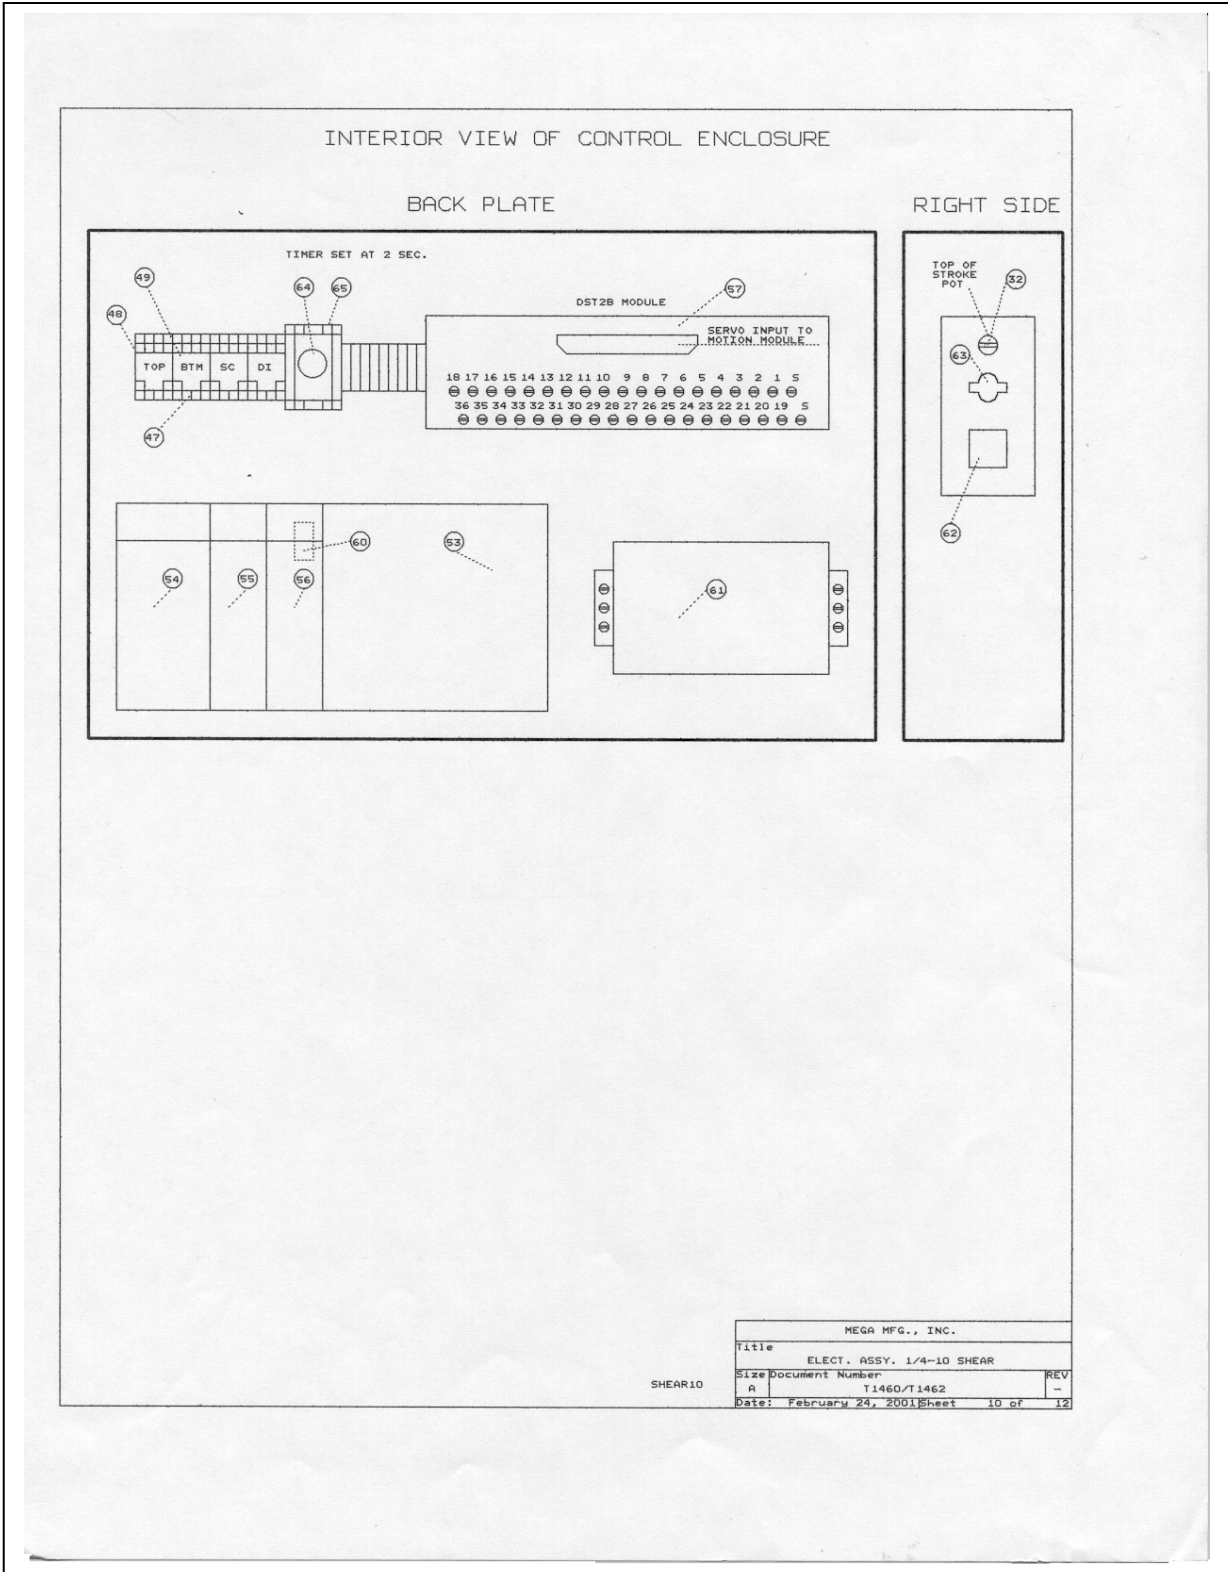 INTERIOR VIEW OF CONTROL ENCLOSURE
BACK PLATE
RIGHT SIDE
TIMER SET AT 2 SEC.
49
64
65
48
TOP BTM SC DI
47
DST2B MODULE
57
SERVO INPUT TO
MOTION MODULE
18 17 16 15 14 13 12 11 10 9 8 7 6 5 4 3 2 1 S
36 35 34 33 32 31 30 29 28 27 26 25 24 23 22 21 20 19 S
TOP OF
STROKE
POT
32
63
62
60
53
54
55
56
61
SHEAR10
MEGA MFG., INC.
Title
ELECT. ASSY. 1/4-10 SHEAR
Size Document Number REV
A T1460/T1462 -
Date: February 24, 2001 Sheet 10 of 12